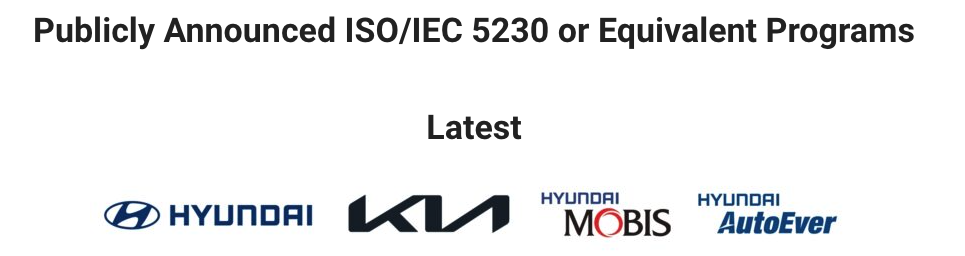 Publicly Announced ISO/IEC 5230 or Equivalent Programs
Latest
HYUNDAI
KIA
HYUNDAI
MOBIS
HYUNDAI
AutoEver